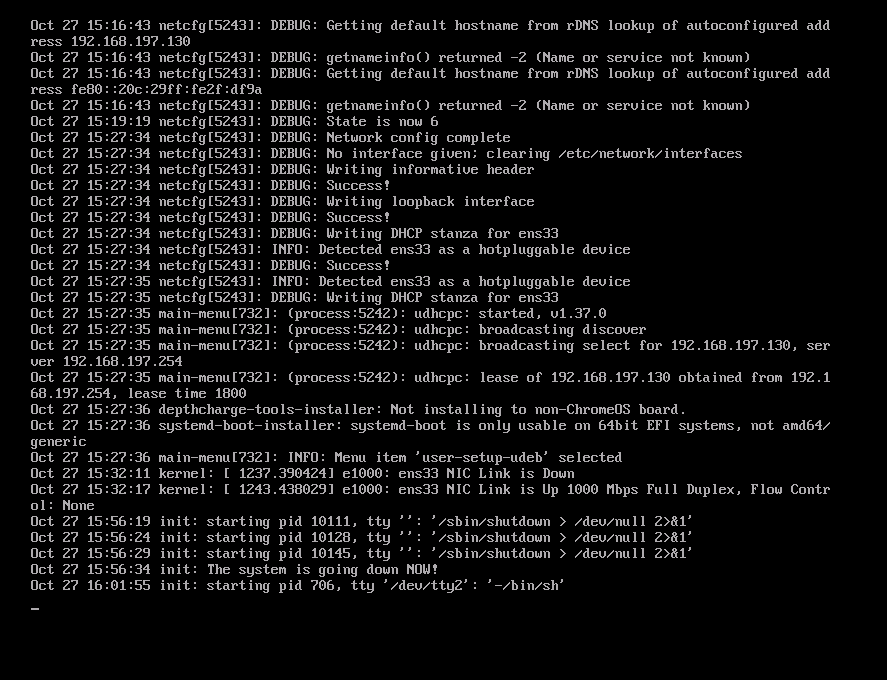 Oct 27 15:16:43 netcfg[5243]: DEBUG: Getting default hostname from rDNS lookup of autoconfigured add
ress 192.168.197.130
Oct 27 15:16:43 netcfg[5243]: DEBUG: getnameinfo() returned -2 (Name or service not known)
Oct 27 15:16:43 netcfg[5243]: DEBUG: Getting default hostname from rDNS lookup of autoconfigured add
ress fe80::20c:29ff:fe2f:df9a
Oct 27 15:16:43 netcfg[5243]: DEBUG: getnameinfo() returned -2 (Name or service not known)
Oct 27 15:19:19 netcfg[5243]: DEBUG: State is now 6
Oct 27 15:27:34 netcfg[5243]: DEBUG: Network config complete
Oct 27 15:27:34 netcfg[5243]: DEBUG: No interface given; clearing /etc/network/interfaces
Oct 27 15:27:34 netcfg[5243]: DEBUG: Writing informative header
Oct 27 15:27:34 netcfg[5243]: DEBUG: Success!
Oct 27 15:27:34 netcfg[5243]: DEBUG: Writing loopback interface
Oct 27 15:27:34 netcfg[5243]: DEBUG: Success!
Oct 27 15:27:34 netcfg[5243]: DEBUG: Writing DHCP stanza for ens33
Oct 27 15:27:34 netcfg[5243]: INFO: Detected ens33 as a hotpluggable device
Oct 27 15:27:34 netcfg[5243]: DEBUG: Success!
Oct 27 15:27:35 netcfg[5243]: INFO: Detected ens33 as a hotpluggable device
Oct 27 15:27:35 netcfg[5243]: DEBUG: Writing DHCP stanza for ens33
Oct 27 15:27:35 main-menu[732]: (process:5242): udhcpc: started, v1.37.0
Oct 27 15:27:35 main-menu[732]: (process:5242): udhcpc: broadcasting discover
Oct 27 15:27:35 main-menu[732]: (process:5242): udhcpc: broadcasting select for 192.168.197.130, ser
ver 192.168.197.254
Oct 27 15:27:35 main-menu[732]: (process:5242): udhcpc: lease of 192.168.197.130 obtained from 192.1
68.197.254, lease time 1800
Oct 27 15:27:36 depthcharge-tools-installer: Not installing to non-ChromeOS board.
Oct 27 15:27:36 systemd-boot-installer: systemd-boot is only usable on 64bit EFI systems, not amd64/
generic
Oct 27 15:27:36 main-menu[732]: INFO: Menu item 'user-setup-udeb' selected
Oct 27 15:32:11 kernel: [ 1237.390424] e1000: ens33 NIC Link is Down
Oct 27 15:32:17 kernel: [ 1243.438029] e1000: ens33 NIC Link is Up 1000 Mbps Full Duplex, Flow Contr
ol: None
Oct 27 15:56:19 init: starting pid 10111, tty '': '/sbin/shutdown > /dev/null 2>&1'
Oct 27 15:56:24 init: starting pid 10128, tty '': '/sbin/shutdown > /dev/null 2>&1'
Oct 27 15:56:29 init: starting pid 10145, tty '': '/sbin/shutdown > /dev/null 2>&1'
Oct 27 15:56:34 init: The system is going down NOW!
Oct 27 16:01:55 init: starting pid 706, tty '/dev/tty2': '-/bin/sh'
_